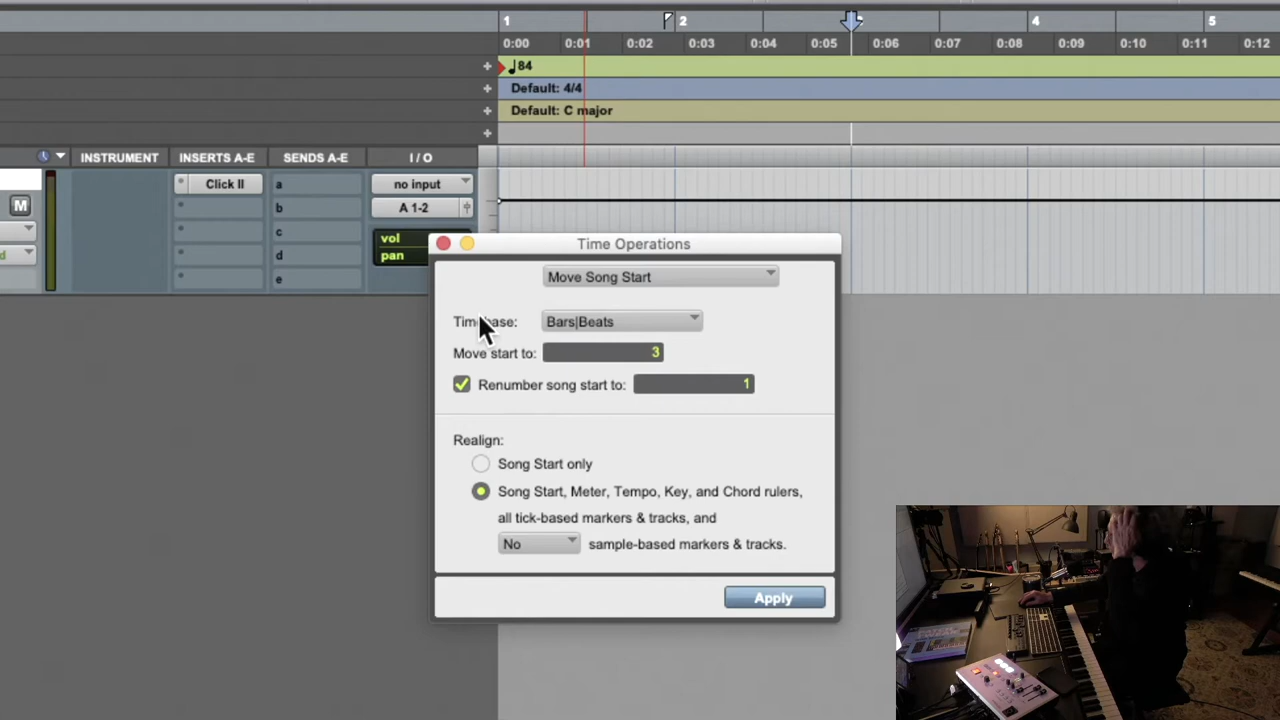 1 2 4 5
0:00 0:01 0:02 0:03 0:04 0:05 0:06 0:07 0:08 0:09 0:10 0:11 0:12
+ 84
+ Default: 4/4
+ Default: C major
+
INSTRUMENT INSERTS A-E SENDS A-E I / O
Click II a no input
M b A 1-2
c vol
d d pan
e
Time Operations
Move Song Start
Timebase: Bars|Beats
Move start to: 3
Renumber song start to: 1
Realign:
Song Start only
Song Start, Meter, Tempo, Key, and Chord rulers,
all tick-based markers & tracks, and
No sample-based markers & tracks.
Apply